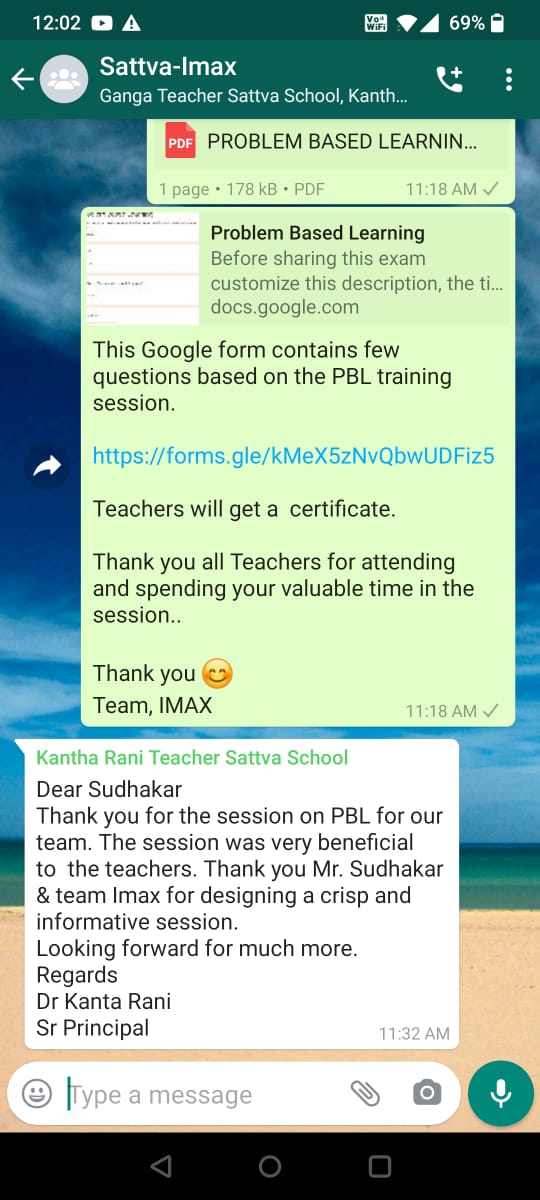 12:02
Vo))
WiFi
69%
Sattva-Imax
Ganga Teacher Sattva School, Kanth...
PDF
PROBLEM BASED LEARNIN...
1 page • 178 kB • PDF
11:18 AM
Problem Based Learning
Before sharing this exam
customize this description, the ti...
docs.google.com
This Google form contains few
questions based on the PBL training
session.
https://forms.gle/kMeX5zNvQbwUDFiz5
Teachers will get a  certificate.
Thank you all Teachers for attending
and spending your valuable time in the
session..
Thank you 😊
Team, IMAX
11:18 AM
Kantha Rani Teacher Sattva School
Dear Sudhakar
Thank you for the session on PBL for our
team. The session was very beneficial
to  the teachers. Thank you Mr. Sudhakar
& team Imax for designing a crisp and
informative session.
Looking forward for much more.
Regards
Dr Kanta Rani
Sr Principal
11:32 AM
Type a message